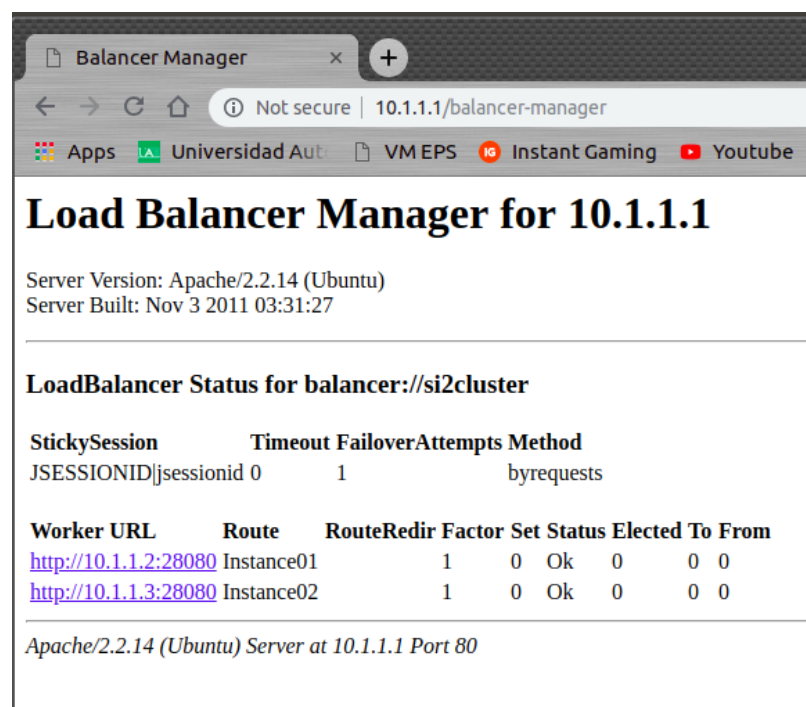 Balancer Manager
Not secure | 10.1.1.1/balancer-manager
Apps Universidad Aut VM EPS IG Instant Gaming Youtube
Load Balancer Manager for 10.1.1.1
Server Version: Apache/2.2.14 (Ubuntu)
Server Built: Nov 3 2011 03:31:27
LoadBalancer Status for balancer://si2cluster
StickySession Timeout FailoverAttempts Method
JSESSIONID|jsessionid 0 1 byrequests
Worker URL Route RouteRedir Factor Set Status Elected To From
http://10.1.1.2:28080 Instance01 1 0 Ok 0 0 0
http://10.1.1.3:28080 Instance02 1 0 Ok 0 0 0
Apache/2.2.14 (Ubuntu) Server at 10.1.1.1 Port 80